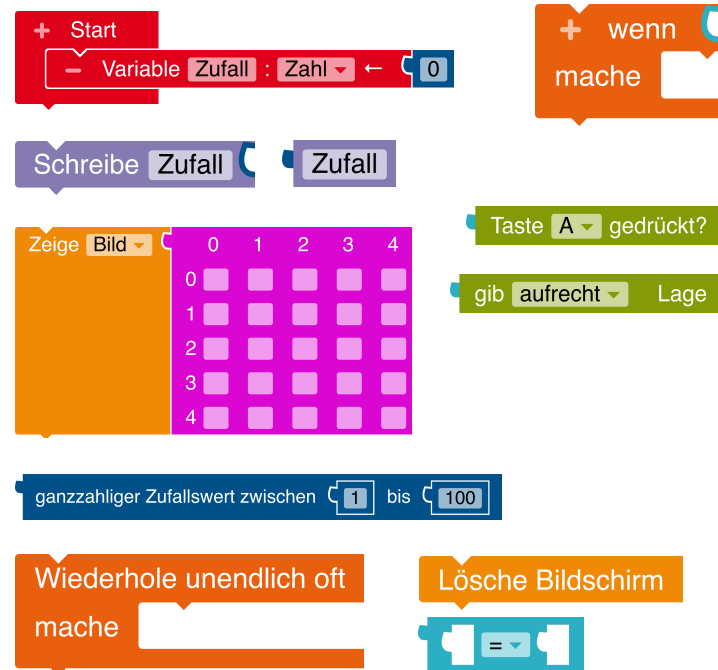 + Start
− Variable Zufall : Zahl ← 0
+ wenn
mache
Schreibe Zufall
Zufall
Zeige Bild 0 1 2 3 4
0
1
2
3
4
Taste A gedrückt?
gib aufrecht Lage
ganzzahliger Zufallswert zwischen 1 bis 100
Wiederhole unendlich oft
mache
Lösche Bildschirm
=